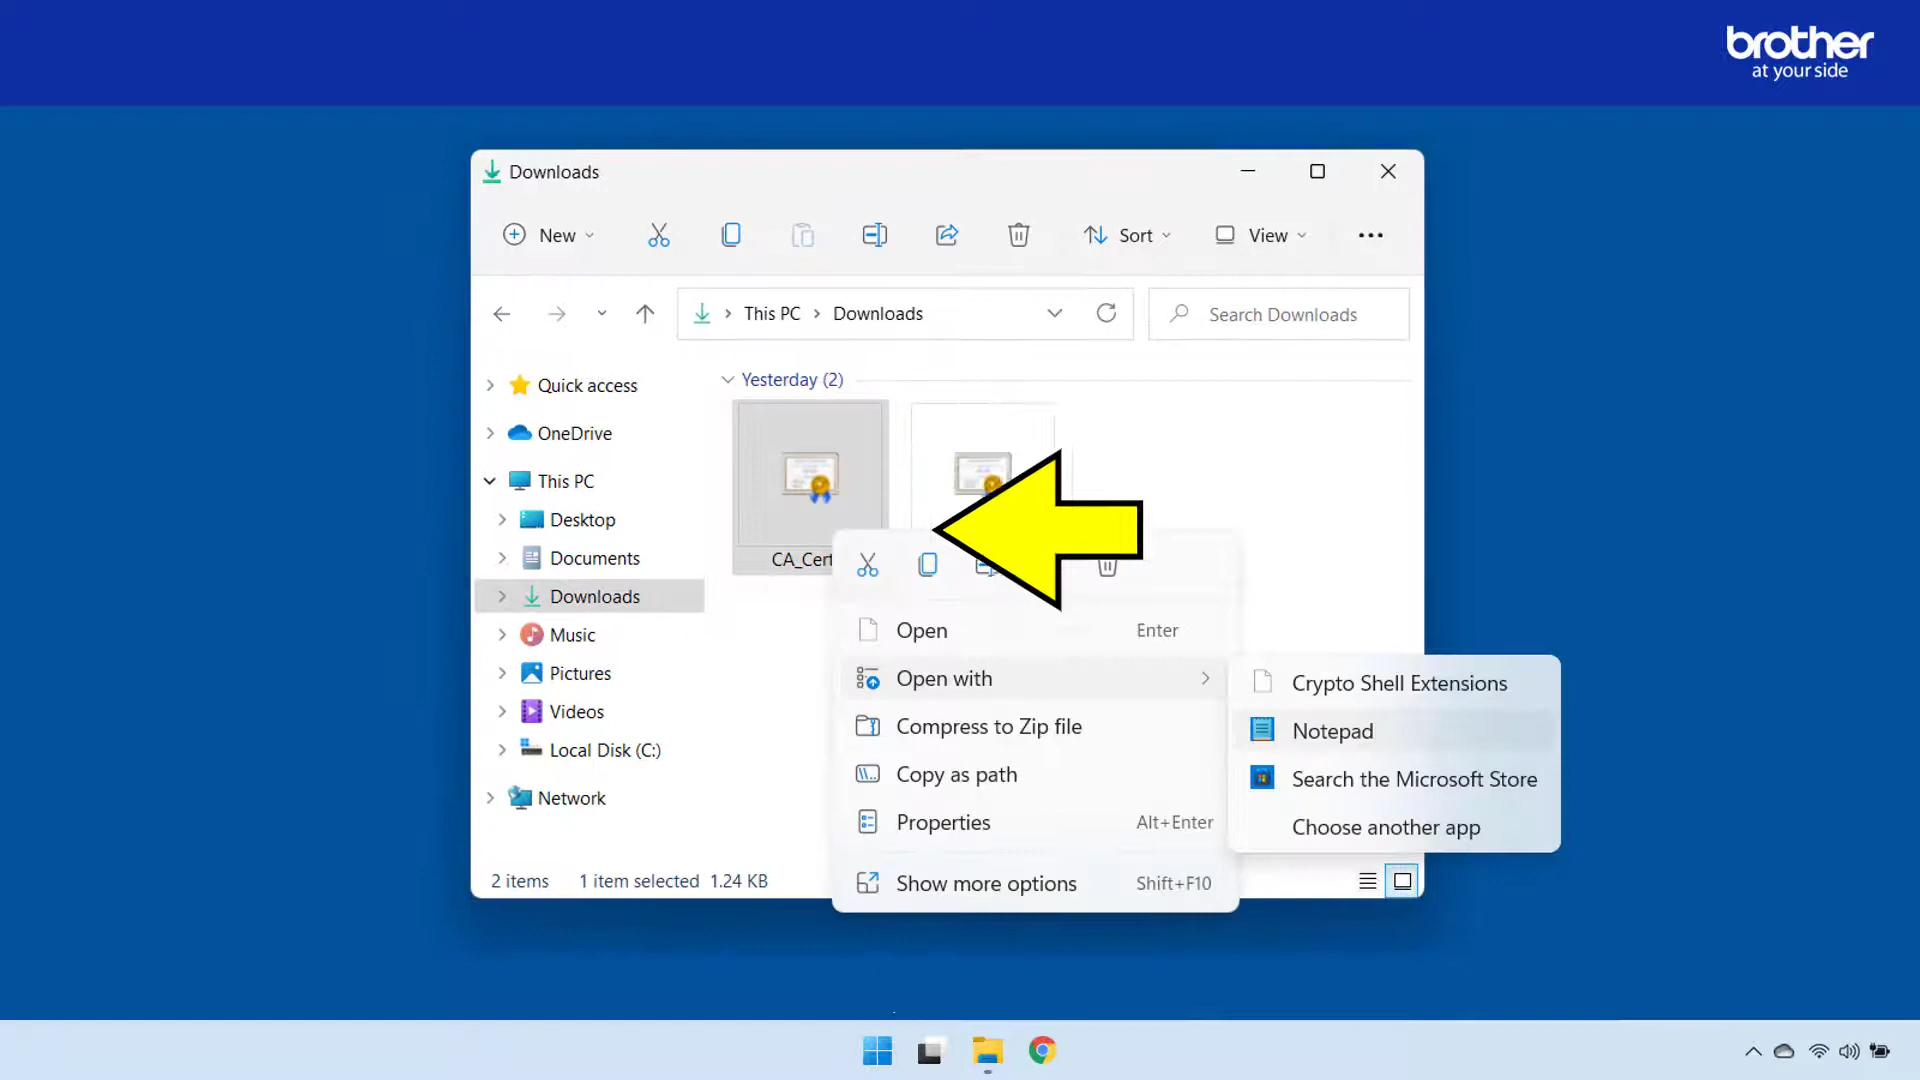 brother
at your side
Downloads
New
Sort
View
This PC
Downloads
Search Downloads
Quick access
OneDrive
This PC
Desktop
Documents
Downloads
Music
Pictures
Videos
Local Disk (C:)
Network
Yesterday (2)
CA_Cert
Open Enter
Open with
Compress to Zip file
Copy as path
Properties Alt+Enter
Show more options Shift+F10
Crypto Shell Extensions
Notepad
Search the Microsoft Store
Choose another app
2 items 1 item selected 1.24 KB